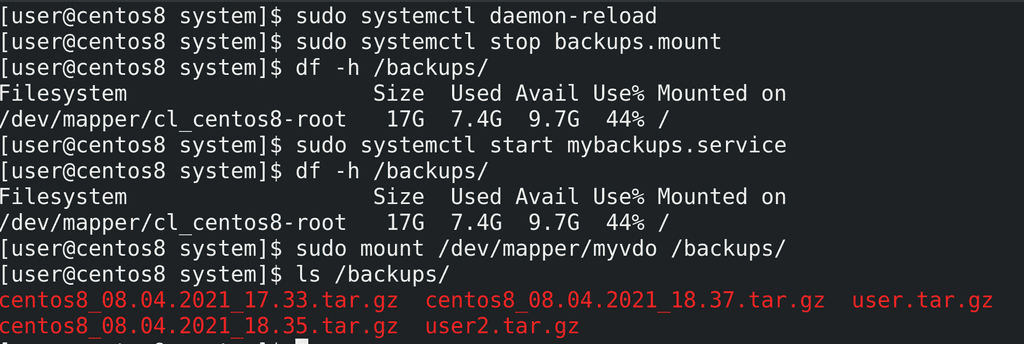 [user@centos8 system]$ sudo systemctl daemon-reload
[user@centos8 system]$ sudo systemctl stop backups.mount
[user@centos8 system]$ df -h /backups/
Filesystem                   Size  Used Avail Use% Mounted on
/dev/mapper/cl_centos8-root   17G  7.4G  9.7G  44% /
[user@centos8 system]$ sudo systemctl start mybackups.service
[user@centos8 system]$ df -h /backups/
Filesystem                   Size  Used Avail Use% Mounted on
/dev/mapper/cl_centos8-root   17G  7.4G  9.7G  44% /
[user@centos8 system]$ sudo mount /dev/mapper/myvdo /backups/
[user@centos8 system]$ ls /backups/
centos8_08.04.2021_17.33.tar.gz  centos8_08.04.2021_18.37.tar.gz  user.tar.gz
centos8_08.04.2021_18.35.tar.gz  user2.tar.gz